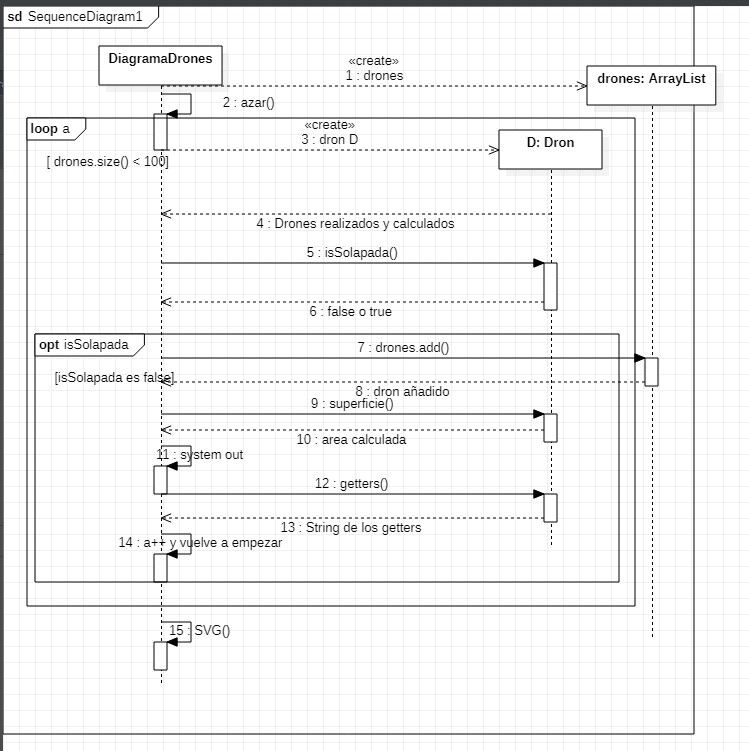 sd SequenceDiagram1
DiagramaDrones
«create»
1 : drones
drones: ArrayList
2 : azar()
loop a
«create»
3 : dron D
D: Dron
[ drones.size() < 100]
4 : Drones realizados y calculados
5 : isSolapada()
6 : false o true
opt isSolapada
7 : drones.add()
[isSolapada es false]
8 : dron añadido
9 : superficie()
10 : area calculada
11 : system out
12 : getters()
13 : String de los getters
14 : a++ y vuelve a empezar
15 : SVG()